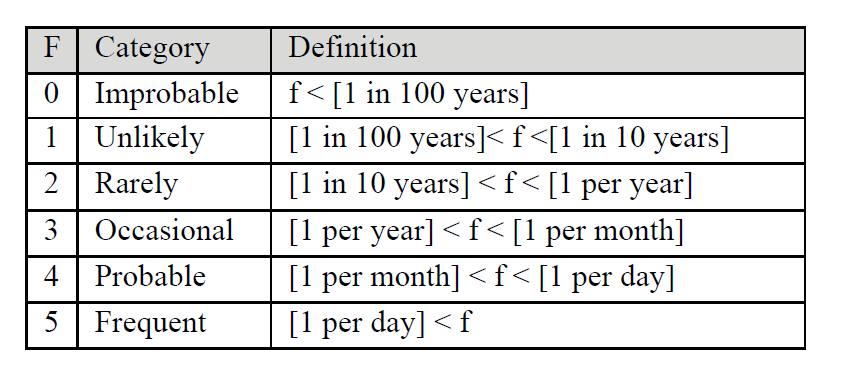 F Category Definition
0 Improbable f < [1 in 100 years]
1 Unlikely [1 in 100 years]< f <[1 in 10 years]
2 Rarely [1 in 10 years] < f < [1 per year]
3 Occasional [1 per year] < f < [1 per month]
4 Probable [1 per month] < f < [1 per day]
5 Frequent [1 per day] < f